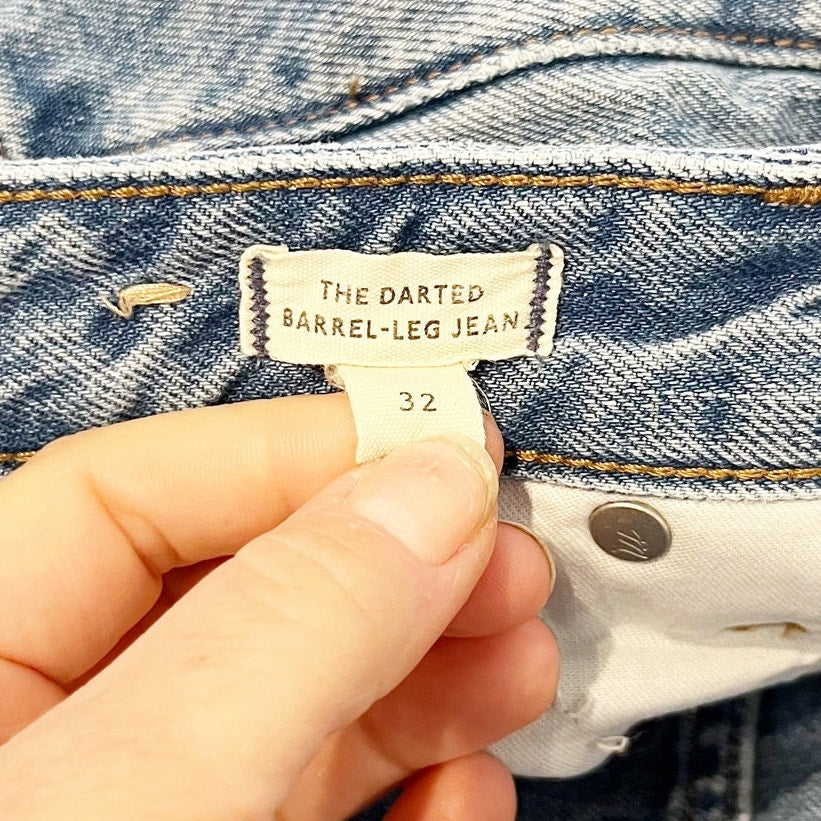 THE DARTED
BARREL-LEG JEAN
32